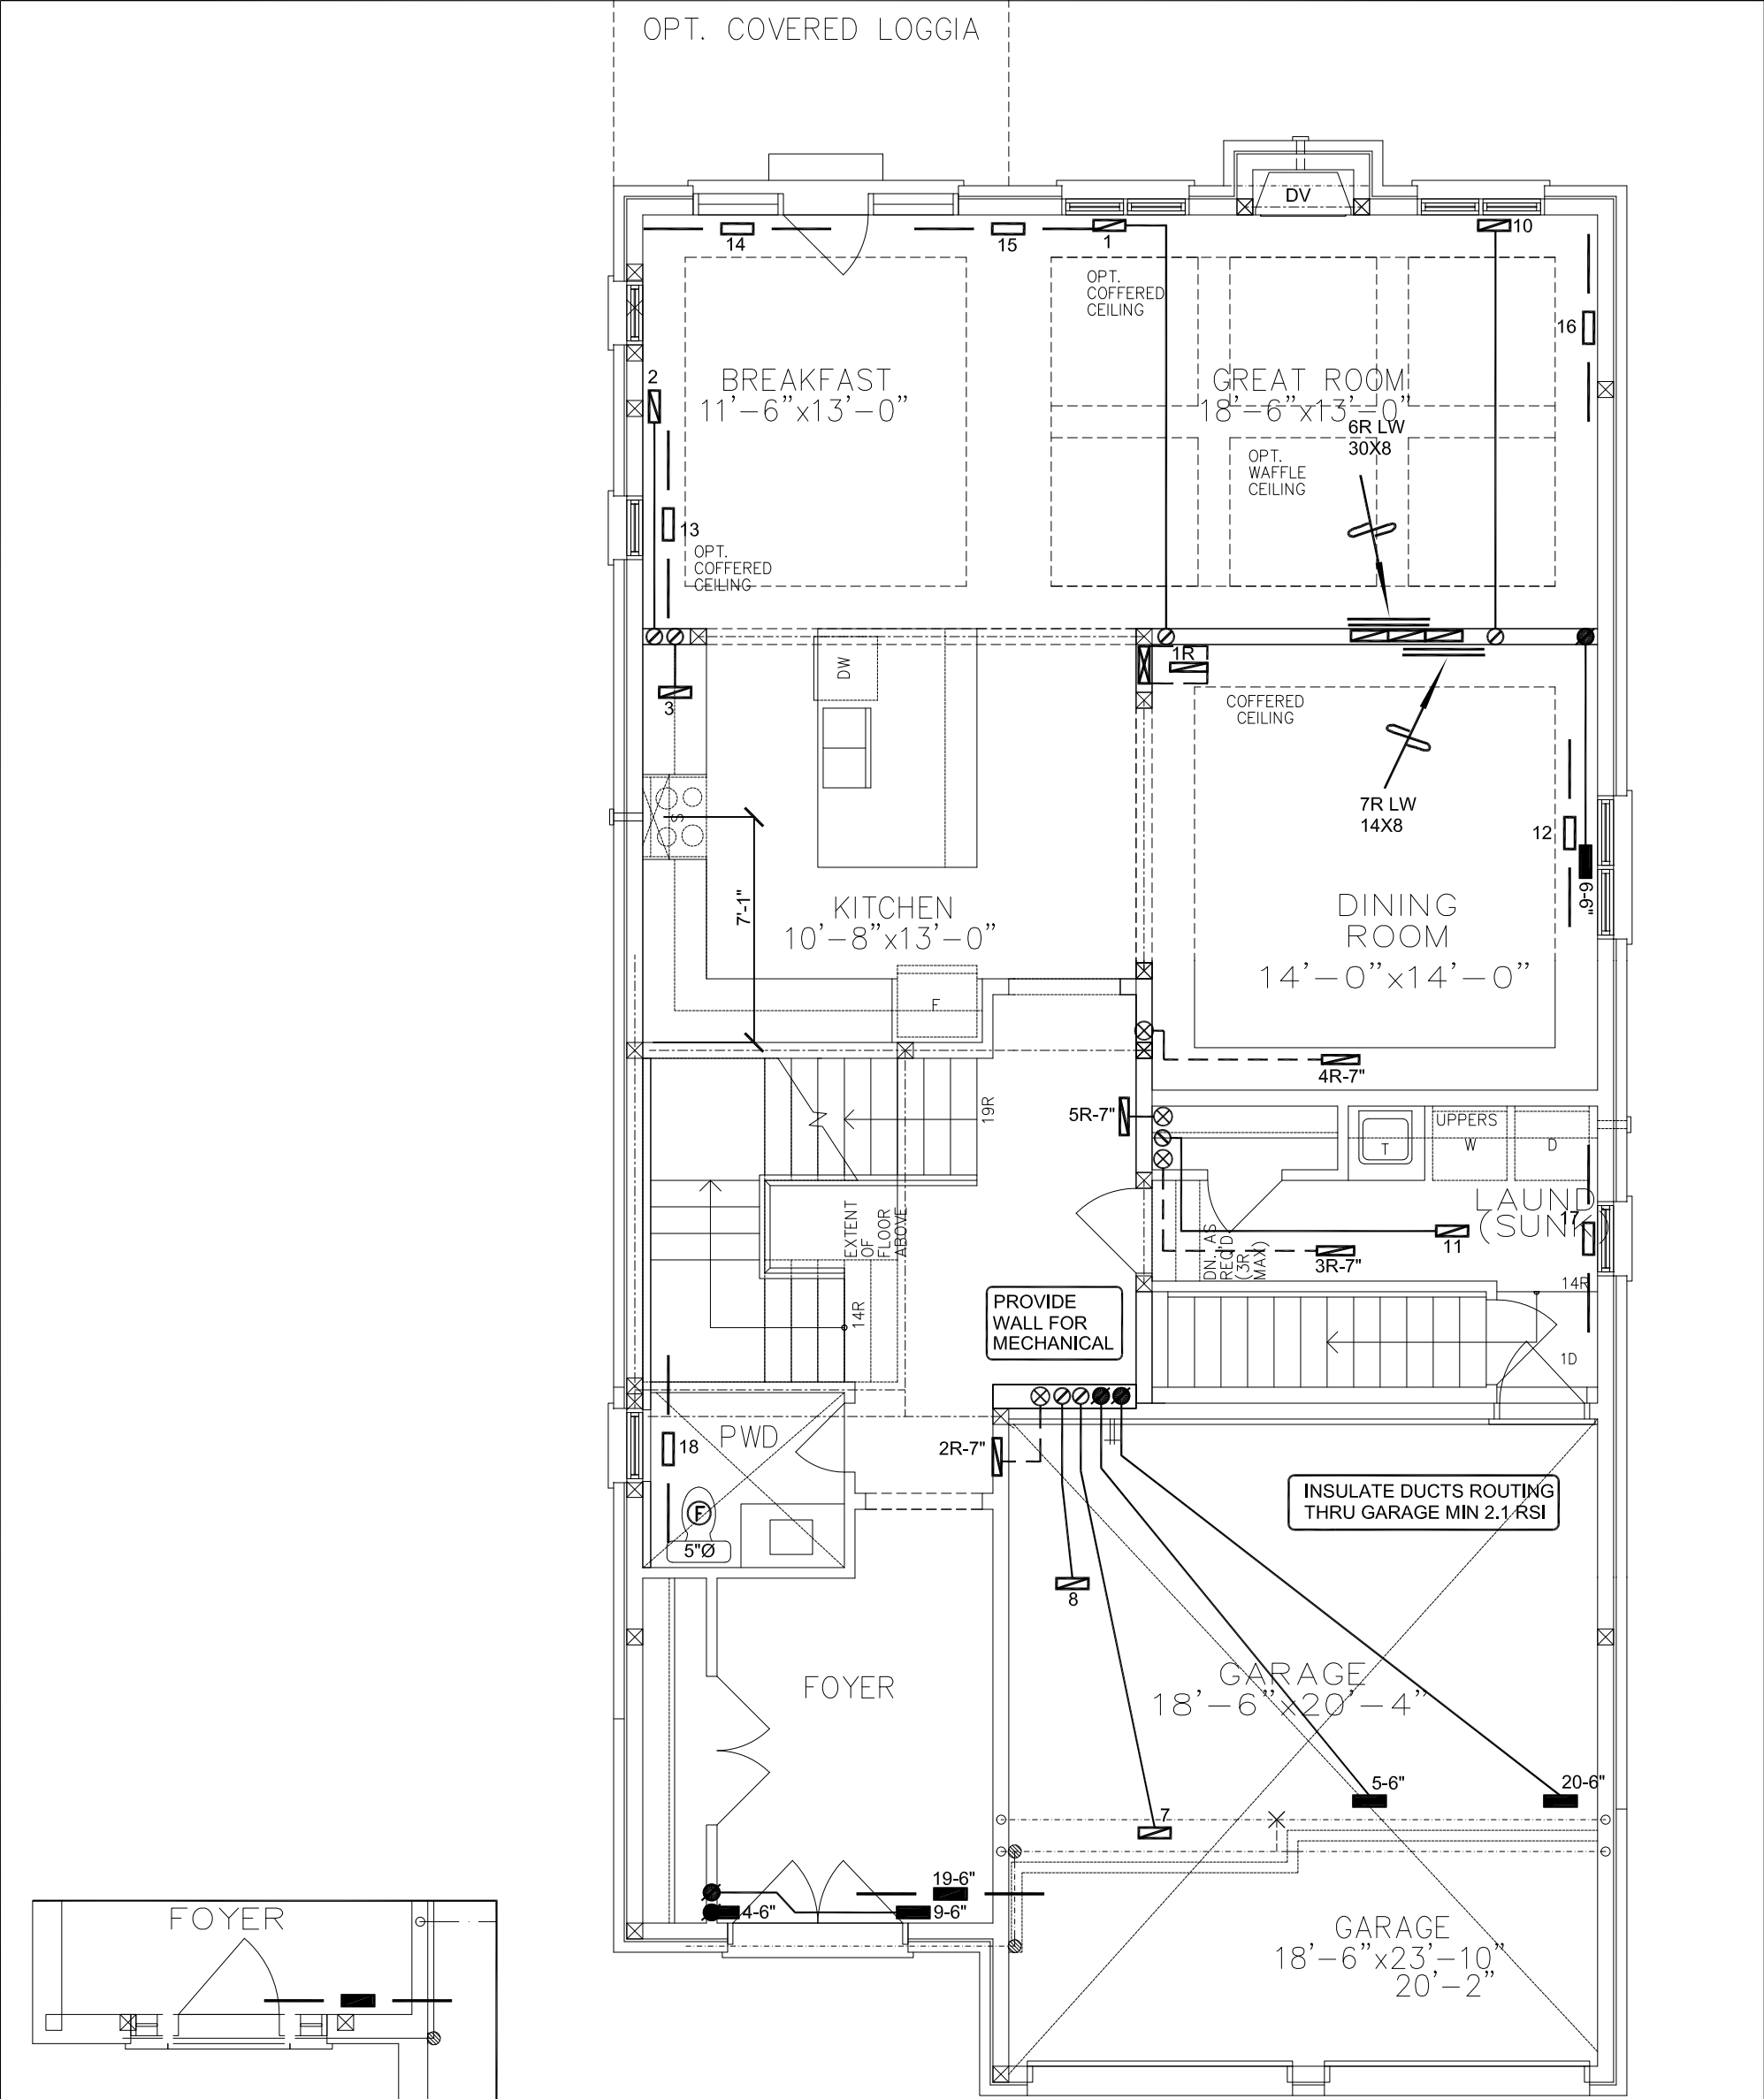 OPT. COVERED LOGGIA
DV
14
15
1
10
OPT.
COFFERED
CEILING
16
2
BREAKFAST
11'-6"x13'-0"
GREAT ROOM
18'-6"x13'-0"
6R LW
30X8
OPT.
WAFFLE
CEILING
13
OPT.
COFFERED
CEILING
1R
DW
3
COFFERED
CEILING
S
7R LW
14X8
12
6-6"
7'-1"
KITCHEN
10'-8"x13'-0"
DINING
ROOM
14'-0"x14'-0"
F
4R-7"
19R
5R-7"
UPPERS
T
W
D
LAUND
(SUNK)
17
EXTENT
OF
FLOOR
ABOVE
DN. AS
REQ'D
(3R
MAX)
11
3R-7"
14R
14R
PROVIDE
WALL FOR
MECHANICAL
1D
PWD
18
2R-7"
INSULATE DUCTS ROUTING
THRU GARAGE MIN 2.1 RSI
F
5"Ø
8
FOYER
GARAGE
18'-6"x20'-4"
5-6"
20-6"
7
19-6"
4-6"
9-6"
FOYER
GARAGE
18'-6"x23'-10"
20'-2"